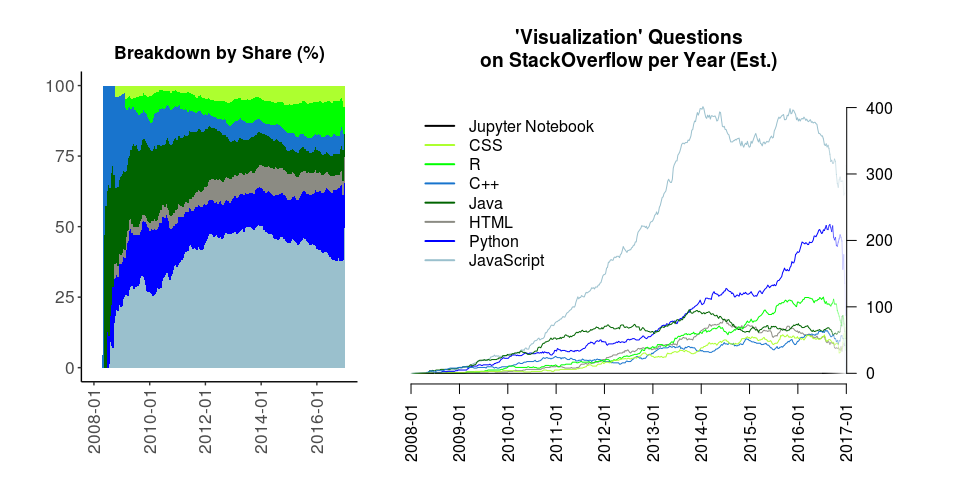 Breakdown by Share (%)
100
75
50
25
0
2008-01
2010-01
2012-01
2014-01
2016-01
'Visualization' Questions
on StackOverflow per Year (Est.)
Jupyter Notebook
CSS
R
C++
Java
HTML
Python
JavaScript
400
300
200
100
0
2008-01
2009-01
2010-01
2011-01
2012-01
2013-01
2014-01
2015-01
2016-01
2017-01